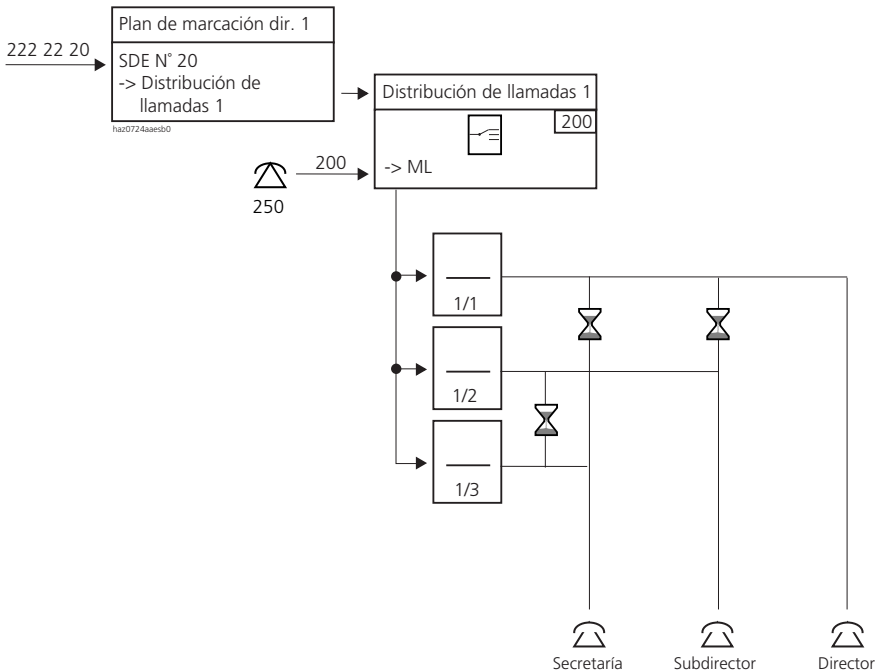 Plan de marcación dir. 1
222 22 20
SDE N° 20
-> Distribución de
llamadas 1
haz0724aaesb0
Distribución de llamadas 1
200
-> ML
200
250
1/1
1/2
1/3
Secretaría
Subdirector
Director